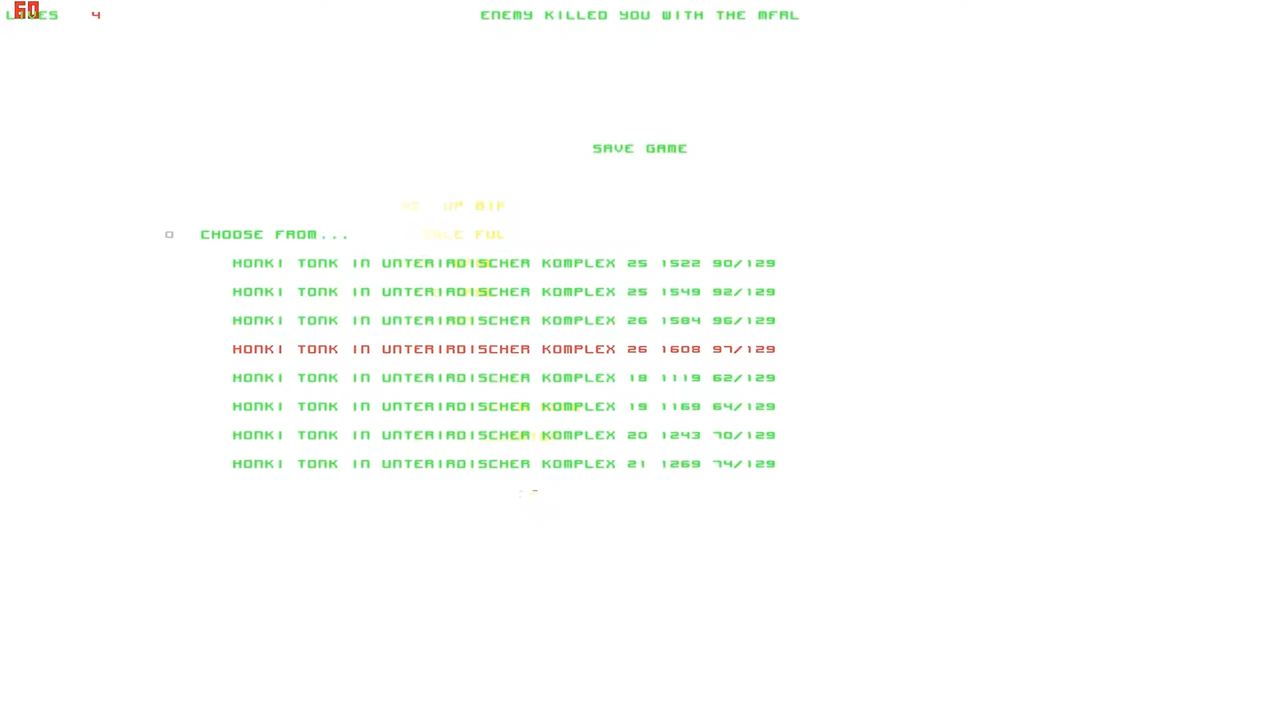 60
LIVES 4
ENEMY KILLED YOU WITH THE MFAL
SAVE GAME
UP
CHOOSE FROM...
FUL
HONKI TONK IN UNTERIRDISCHER KOMPLEX 25 1522 90/129
HONKI TONK IN UNTERIRDISCHER KOMPLEX 25 1549 92/129
HONKI TONK IN UNTERIRDISCHER KOMPLEX 26 1584 96/129
HONKI TONK IN UNTERIRDISCHER KOMPLEX 26 1608 97/129
HONKI TONK IN UNTERIRDISCHER KOMPLEX 18 1119 62/129
HONKI TONK IN UNTERIRDISCHER KOMPLEX 19 1169 64/129
HONKI TONK IN UNTERIRDISCHER KOMPLEX 20 1243 70/129
HONKI TONK IN UNTERIRDISCHER KOMPLEX 21 1269 74/129